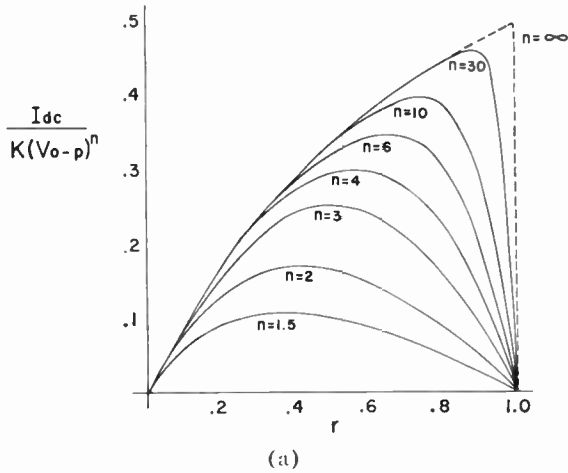 .5
n=∞
n=30
.4
n=10
Idc
K(Vo-p)^n
n=6
.3
n=4
n=3
.2
n=2
.1
n=1.5
.2 .4 .6 .8 1.0
r
(a)